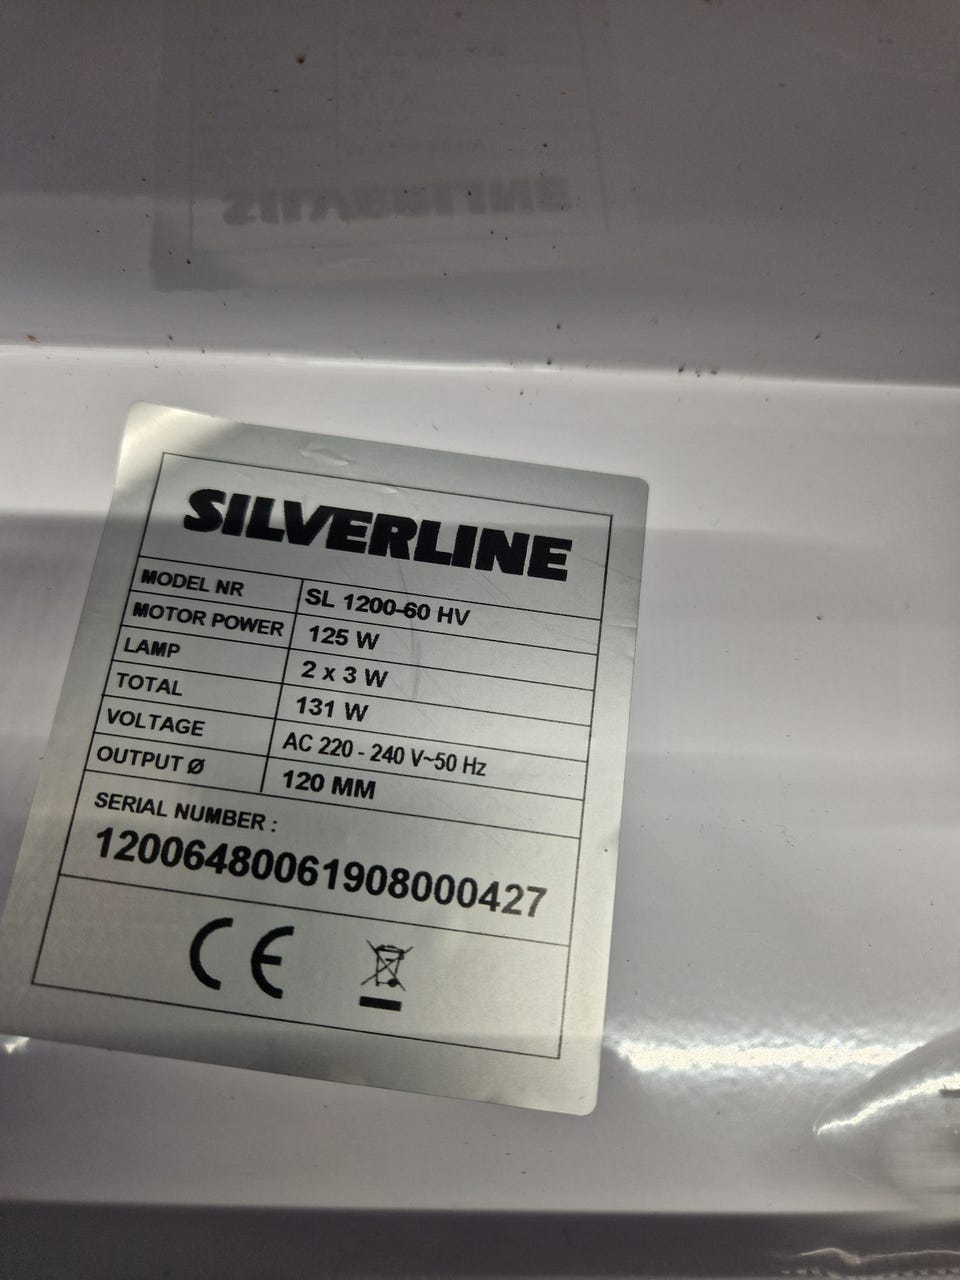 SILVERLINE
MODEL NR SL 1200-60 HV
MOTOR POWER 125 W
LAMP 2 x 3 W
TOTAL 131 W
VOLTAGE AC 220 - 240 V~50 Hz
OUTPUT Ø 120 MM
SERIAL NUMBER :
12006480061908000427
CE